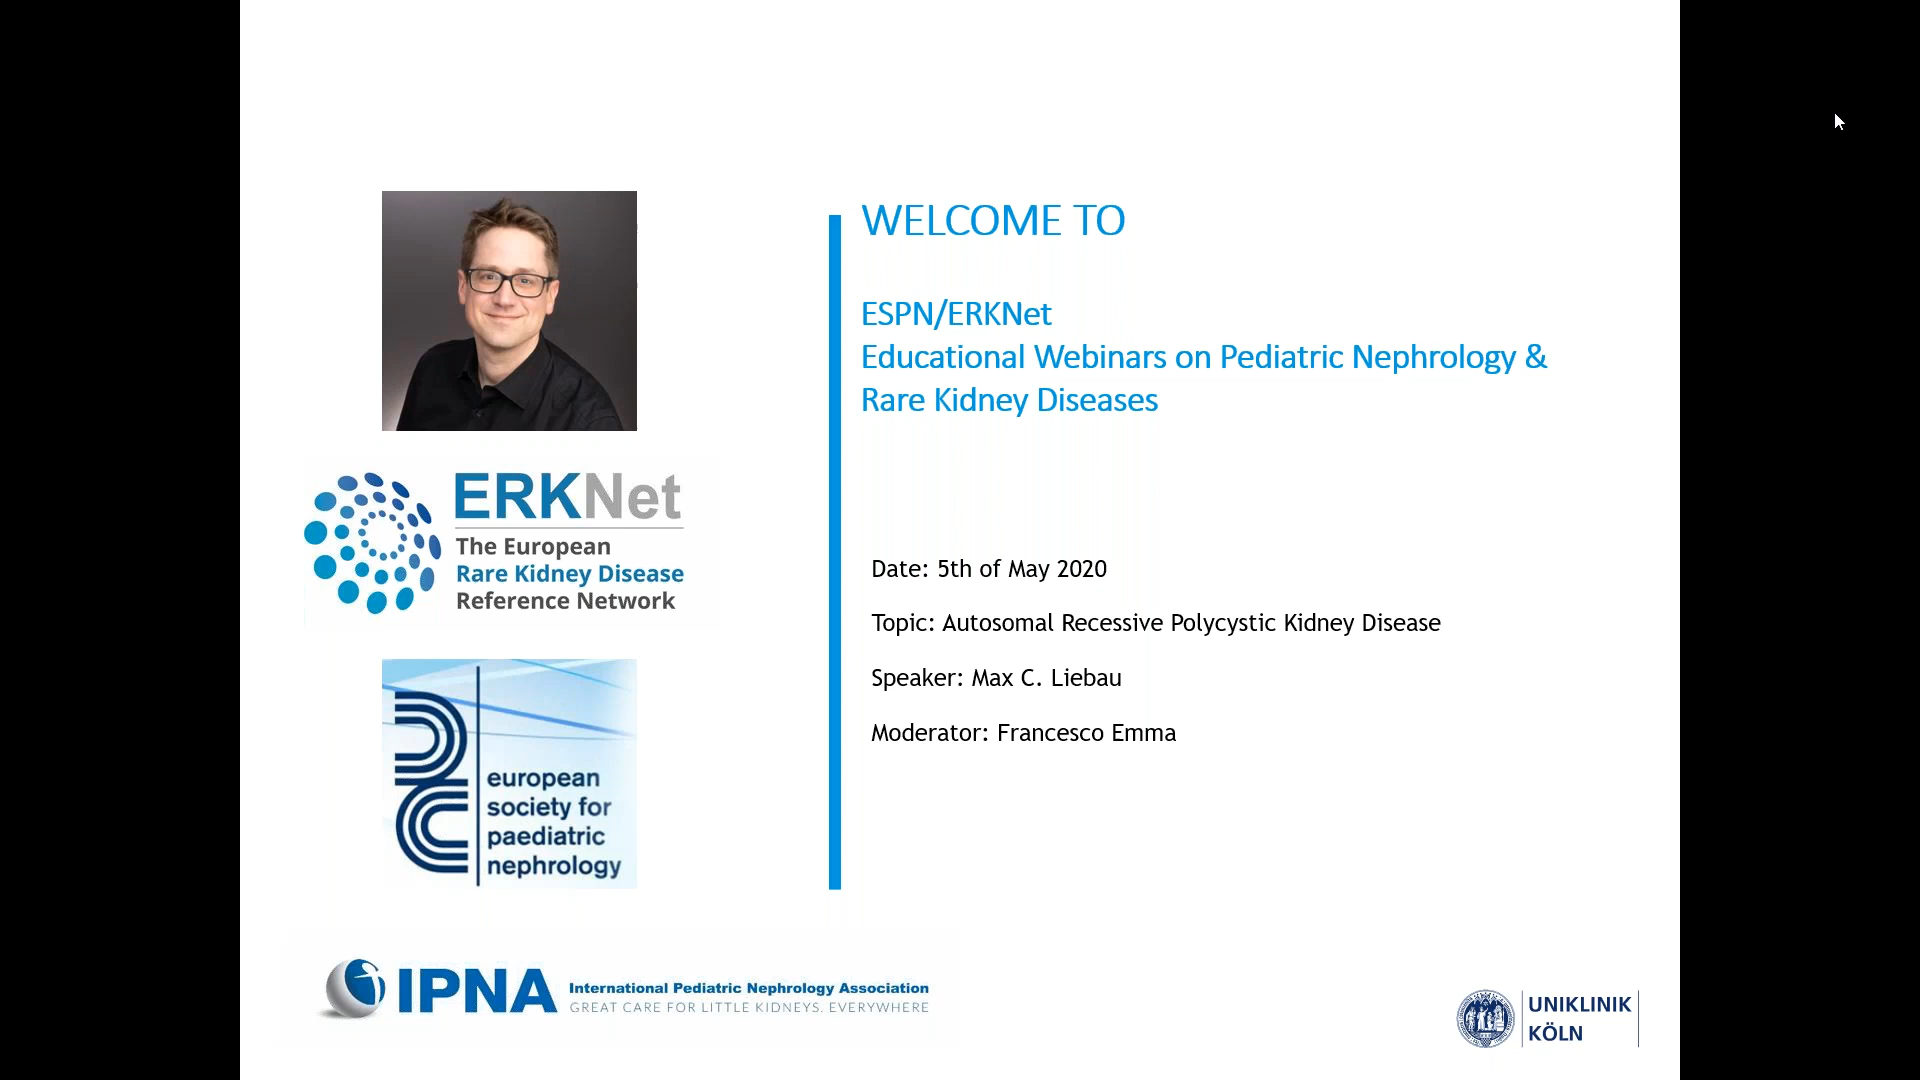 WELCOME TO
ESPN/ERKNet
Educational Webinars on Pediatric Nephrology &
Rare Kidney Diseases
ERKNet
The European
Rare Kidney Disease
Reference Network
Date: 5th of May 2020
Topic: Autosomal Recessive Polycystic Kidney Disease
Speaker: Max C. Liebau
Moderator: Francesco Emma
european
society for
paediatric
nephrology
IPNA
International Pediatric Nephrology Association
GREAT CARE FOR LITTLE KIDNEYS. EVERYWHERE
UNIKLINIK
KÖLN